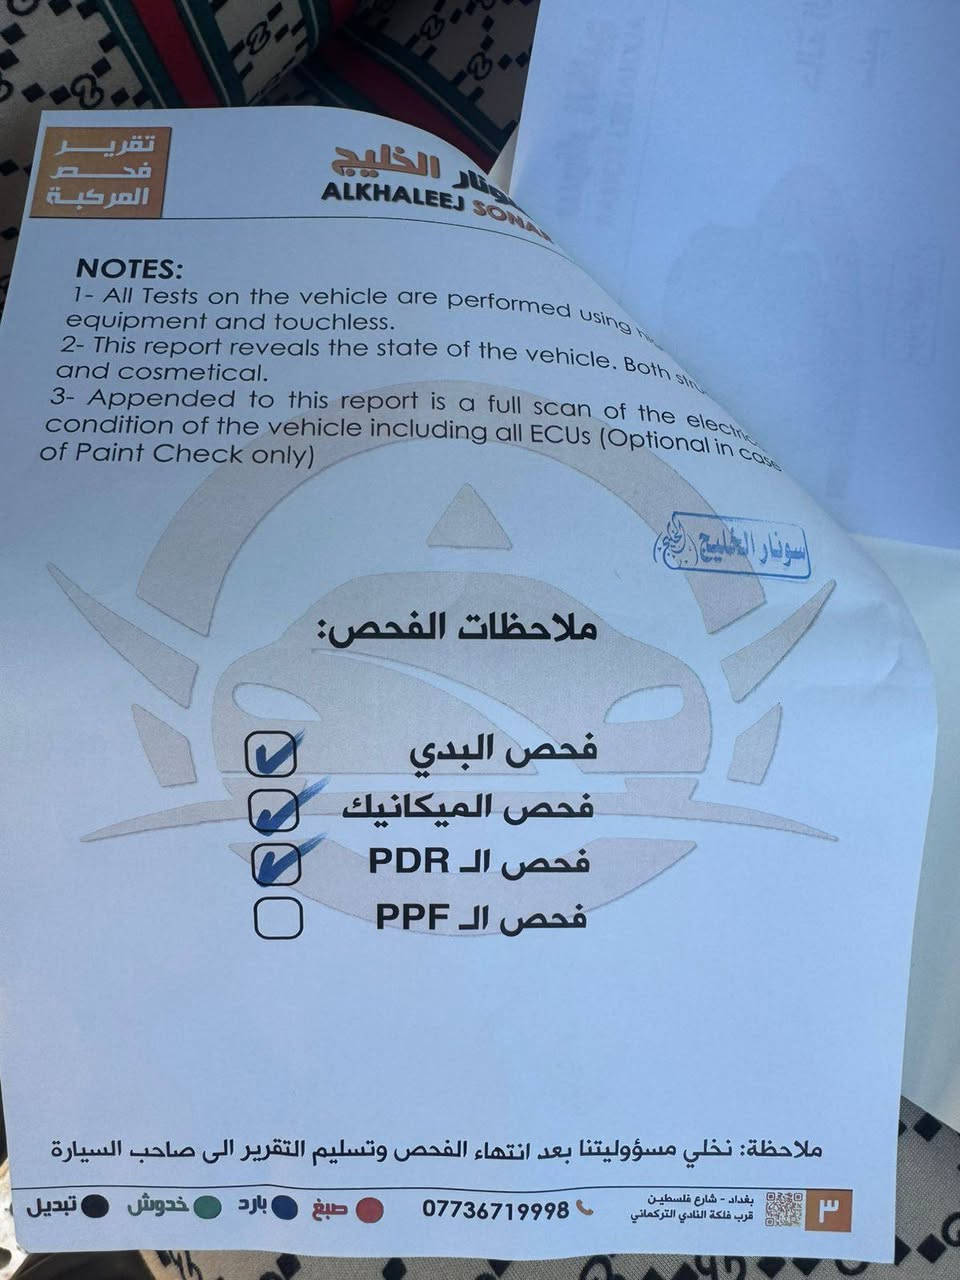 تقرير
فحص
المركبة
سونار الخليج
ALKHALEEJ SONAR
NOTES:
1- All Tests on the vehicle are performed using
equipment and touchless.
2- This report reveals the state of the vehicle. Both
and cosmetical.
3- Appended to this report is a full scan of the
condition of the vehicle including all ECUs (Optional in case
of Paint Check only)
سونار الخليج
ملاحظات الفحص:
فحص البدي
فحص الميكانيك
فحص الـ PDR
فحص الـ PPF
ملاحظة: نخلي مسؤوليتنا بعد انتهاء الفحص وتسليم التقرير الى صاحب السيارة
٣
بغداد - شارع فلسطين
قرب فلكة النادي التركماني
07736719998
صبغ
بارد
خدوش
تبديل